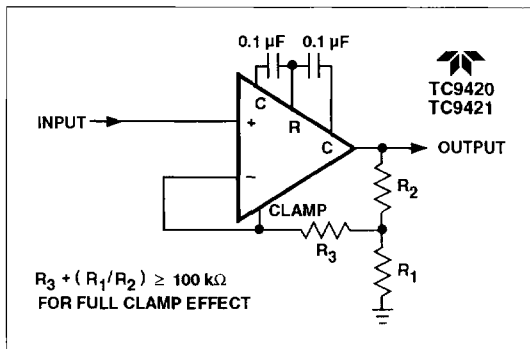 0.1 µF 0.1 µF
TC9420
TC9421
C
R
INPUT
+
C
OUTPUT
−
R2
CLAMP
R3
R1
R3 + ( R1/R2 ) ≥ 100 kΩ
FOR FULL CLAMP EFFECT